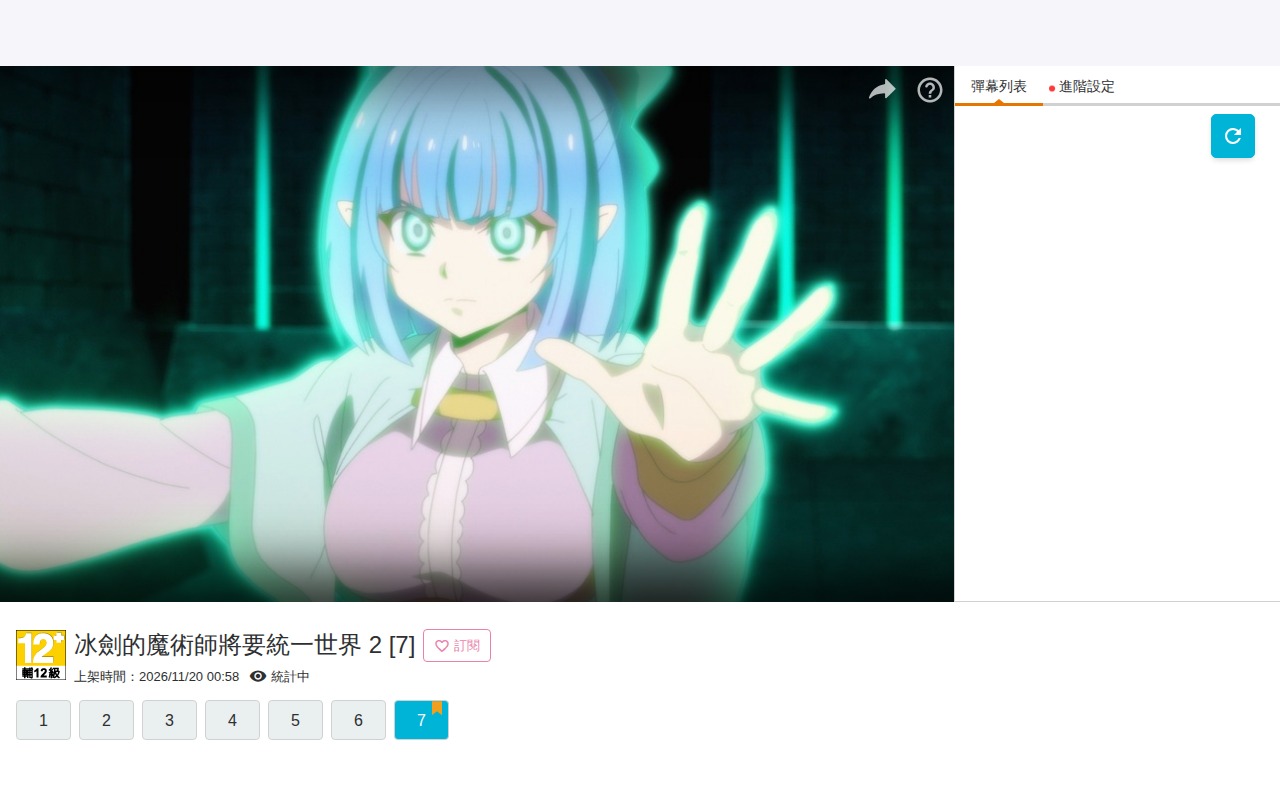 彈幕列表
進階設定
12+
輔12級
冰劍的魔術師將要統一世界 2 [7]
訂閱
上架時間：2026/11/20 00:58
統計中
1
2
3
4
5
6
7